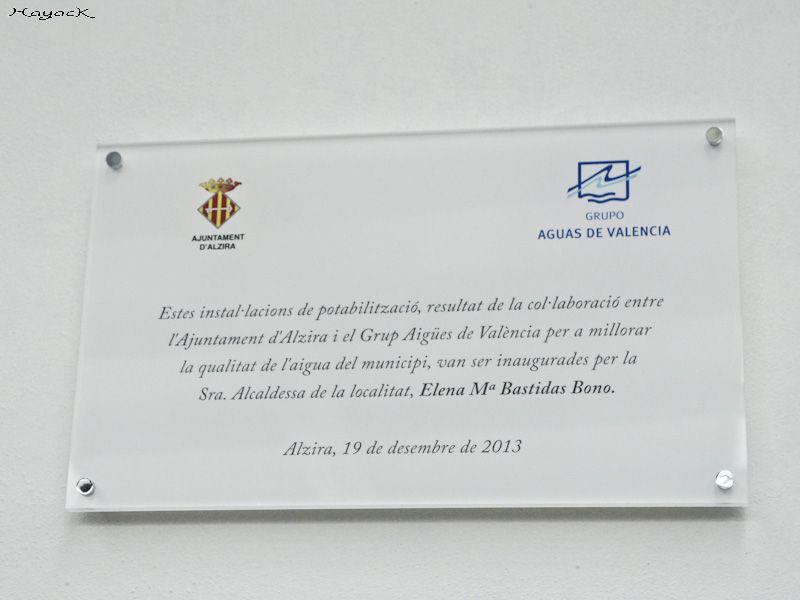 Hayack
AJUNTAMENT
D'ALZIRA
GRUPO
AGUAS DE VALENCIA
Estes instal·lacions de potabilització, resultat de la col·laboració entre
l'Ajuntament d'Alzira i el Grup Aigües de València per a millorar
la qualitat de l'aigua del municipi, van ser inaugurades per la
Sra. Alcaldessa de la localitat, Elena Mª Bastidas Bono.
Alzira, 19 de desembre de 2013